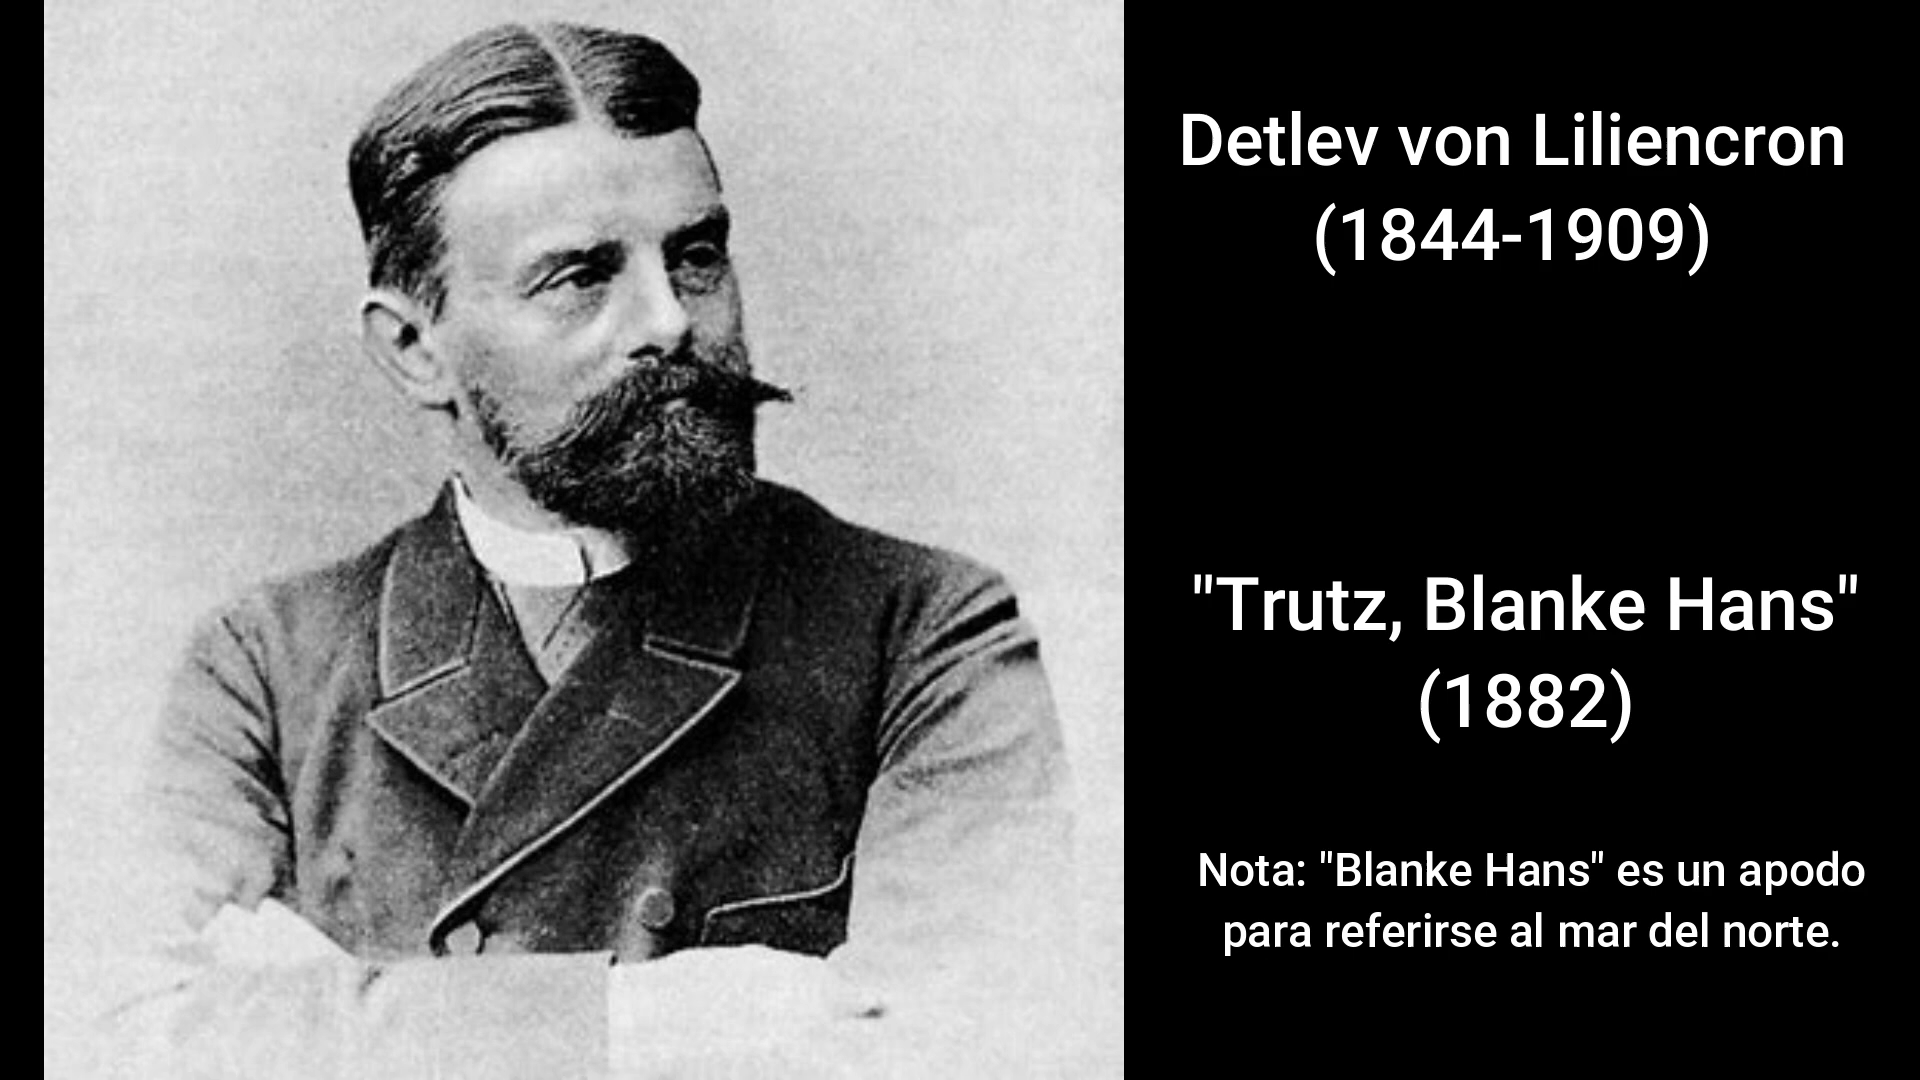 Detlev von Liliencron
(1844-1909)
"Trutz, Blanke Hans"
(1882)
Nota: "Blanke Hans" es un apodo
para referirse al mar del norte.